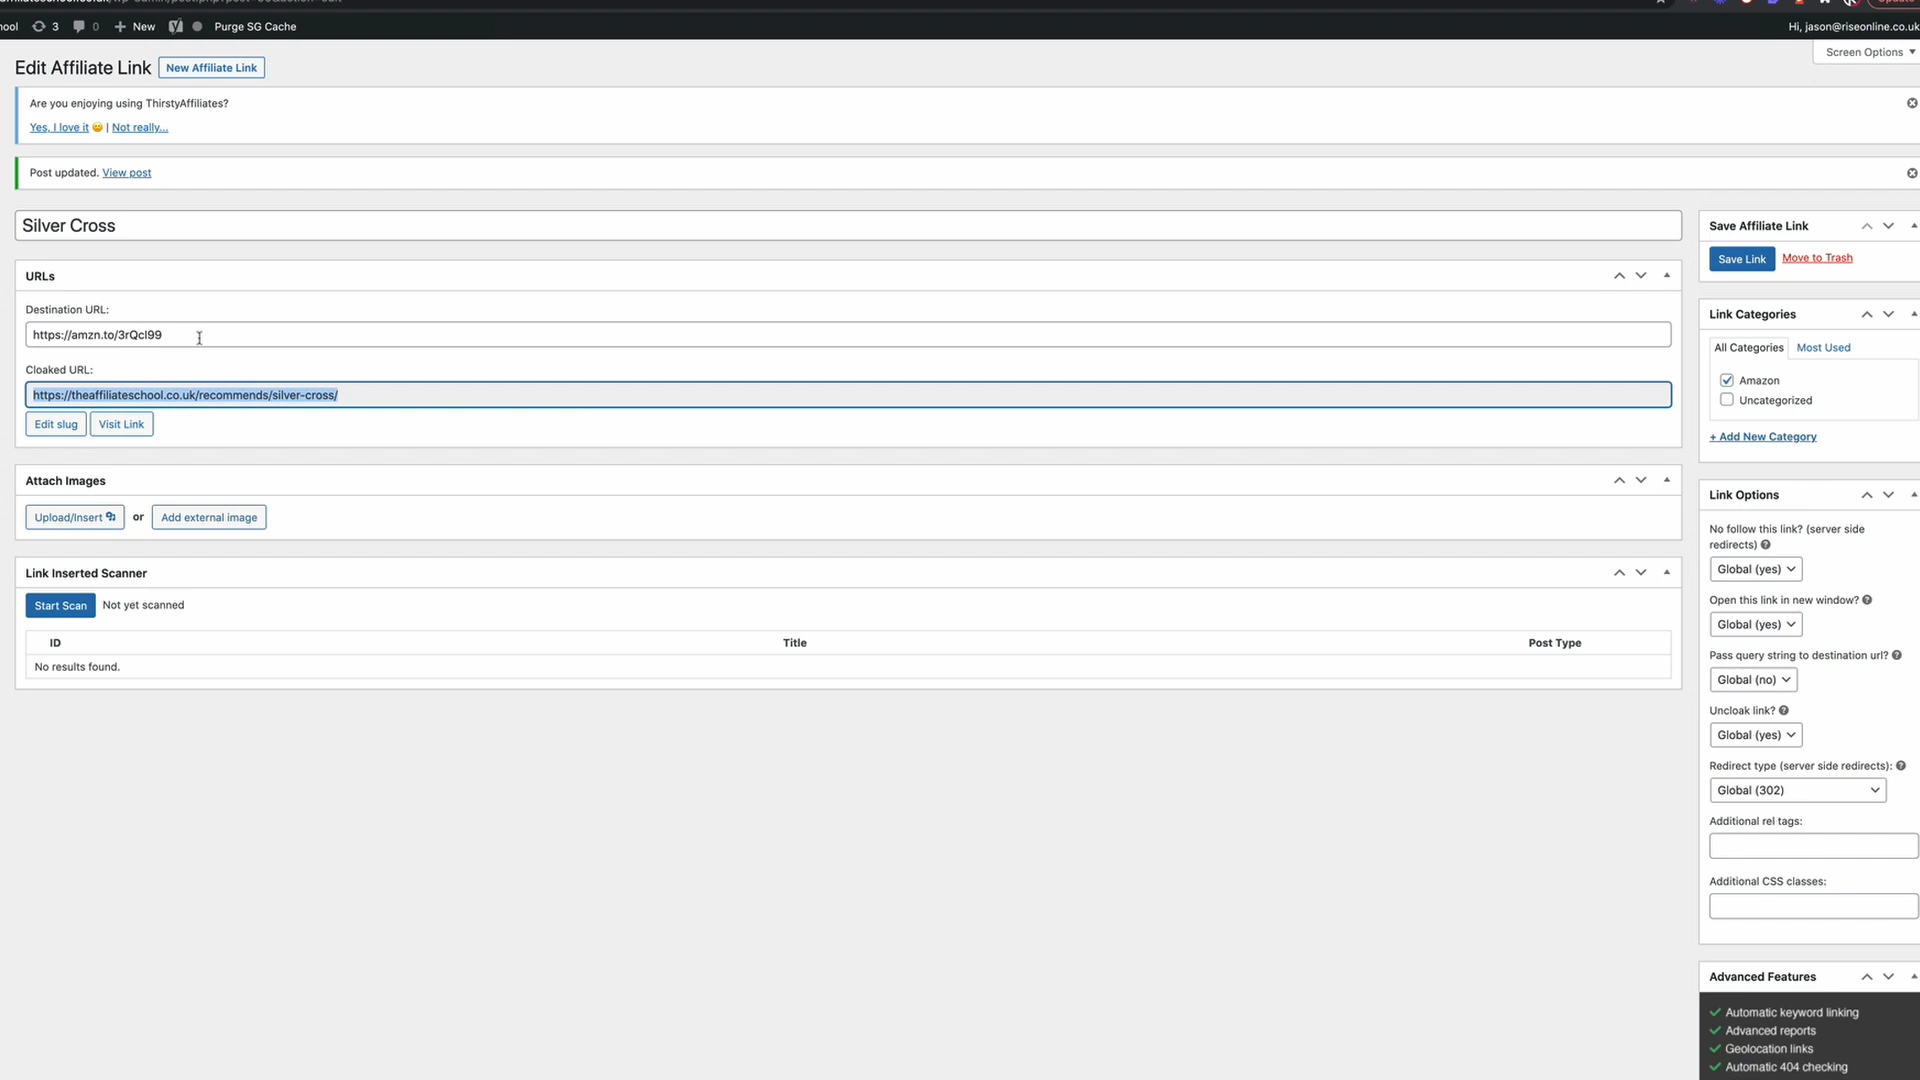 hool 3 0 New Purge SG Cache Hi, jason@riseonline.co.uk
Screen Options
Edit Affiliate Link New Affiliate Link
Are you enjoying using ThirstyAffiliates?
Yes, I love it | Not really...
Post updated. View post
Silver Cross
URLs
Destination URL:
https://amzn.to/3rQcI99
Cloaked URL:
https://theaffiliateschool.co.uk/recommends/silver-cross/
Edit slug Visit Link
Attach Images
Upload/Insert or Add external image
Link Inserted Scanner
Start Scan Not yet scanned
ID Title Post Type
No results found.
Save Affiliate Link
Save Link Move to Trash
Link Categories
All Categories Most Used
Amazon
Uncategorized
+ Add New Category
Link Options
No follow this link? (server side
redirects)
Global (yes)
Open this link in new window?
Global (yes)
Pass query string to destination url?
Global (no)
Uncloak link?
Global (yes)
Redirect type (server side redirects):
Global (302)
Additional rel tags:
Additional CSS classes:
Advanced Features
Automatic keyword linking
Advanced reports
Geolocation links
Automatic 404 checking